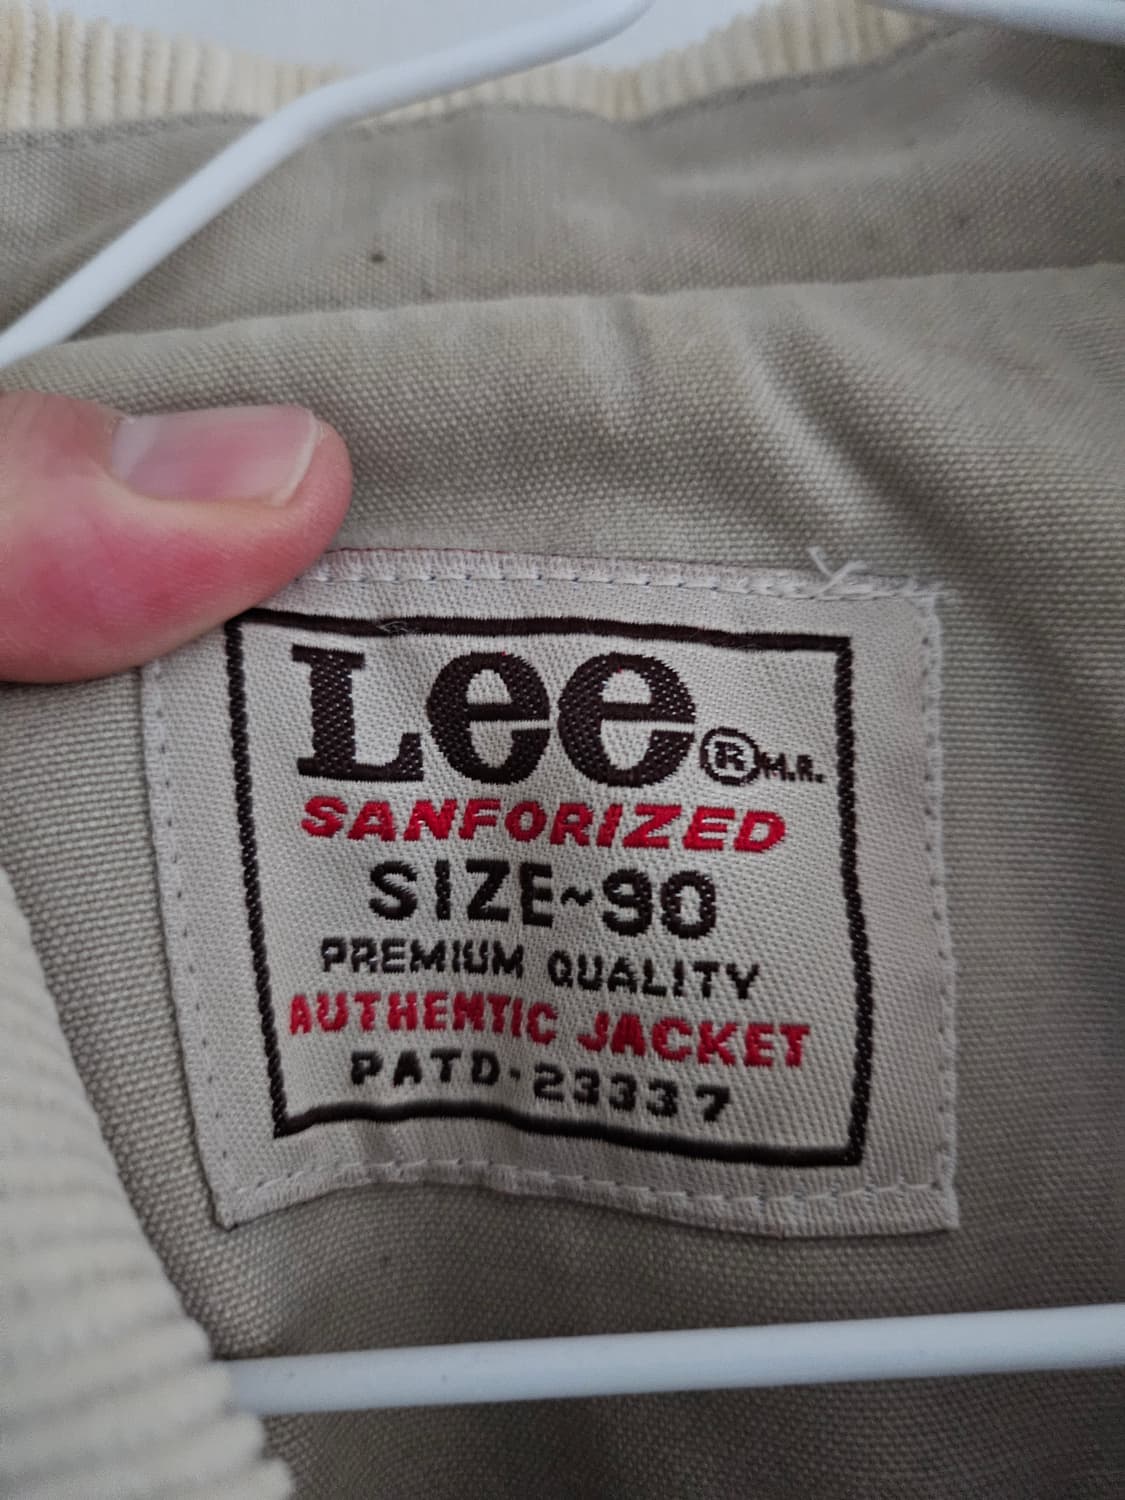 Lee ® M.R.
SANFORIZED
SIZE~90
PREMIUM QUALITY
AUTHENTIC JACKET
PATD-23337